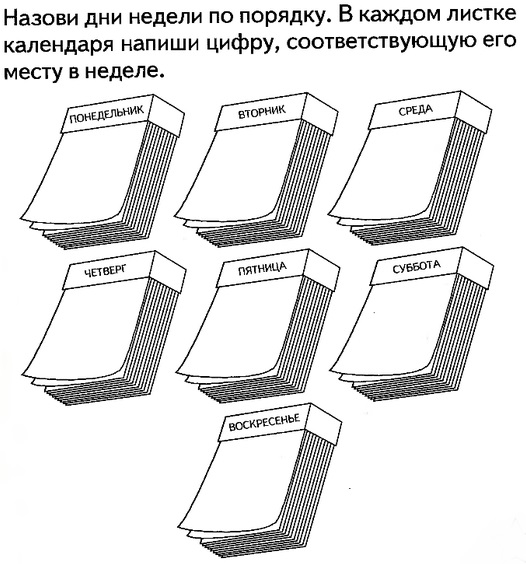 Назови дни недели по порядку. В каждом листке
календаря напиши цифру, соответствующую его
месту в неделе.
ПОНЕДЕЛЬНИК
ВТОРНИК
СРЕДА
ЧЕТВЕРГ
ПЯТНИЦА
СУББОТА
ВОСКРЕСЕНЬЕ